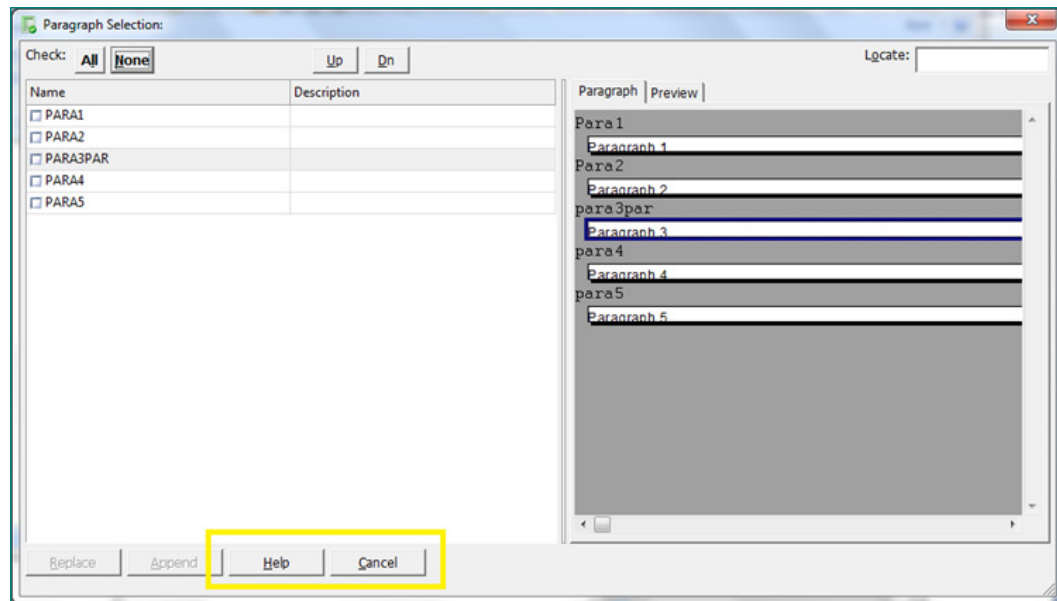 Paragraph Selection:
Check: All None Up Dn Locate:
Name Description
PARA1
PARA2
PARA3PAR
PARA4
PARA5
Paragraph Preview
Para1
Paragraph 1
Para2
Paragraph 2
para3par
Paragraph 3
para4
Paragraph 4
para5
Paragraph 5
Replace Append Help Cancel